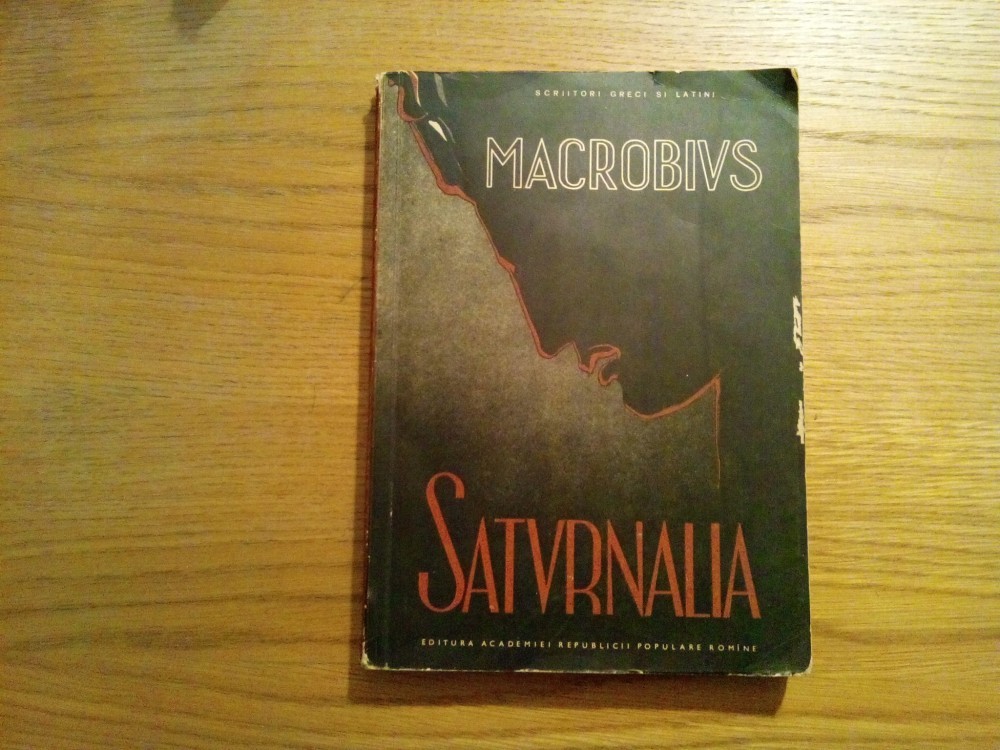 SCRIITORI GRECI SI LATINI
MACROBIVS
SATVRNALIA
EDITURA ACADEMIEI REPUBLICII POPULARE ROMÎNE